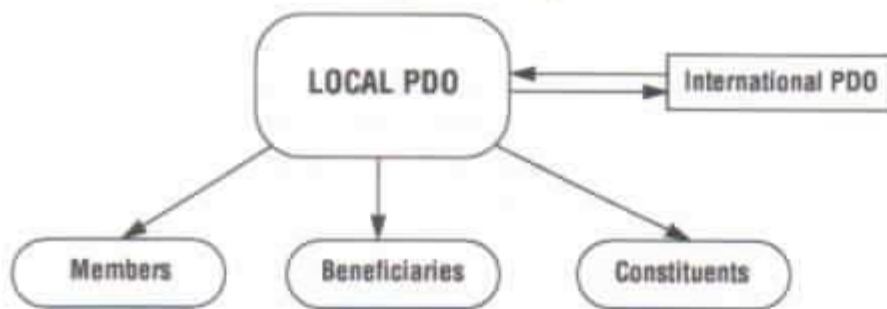 LOCAL PDO
International PDO
Members
Beneficiaries
Constituents